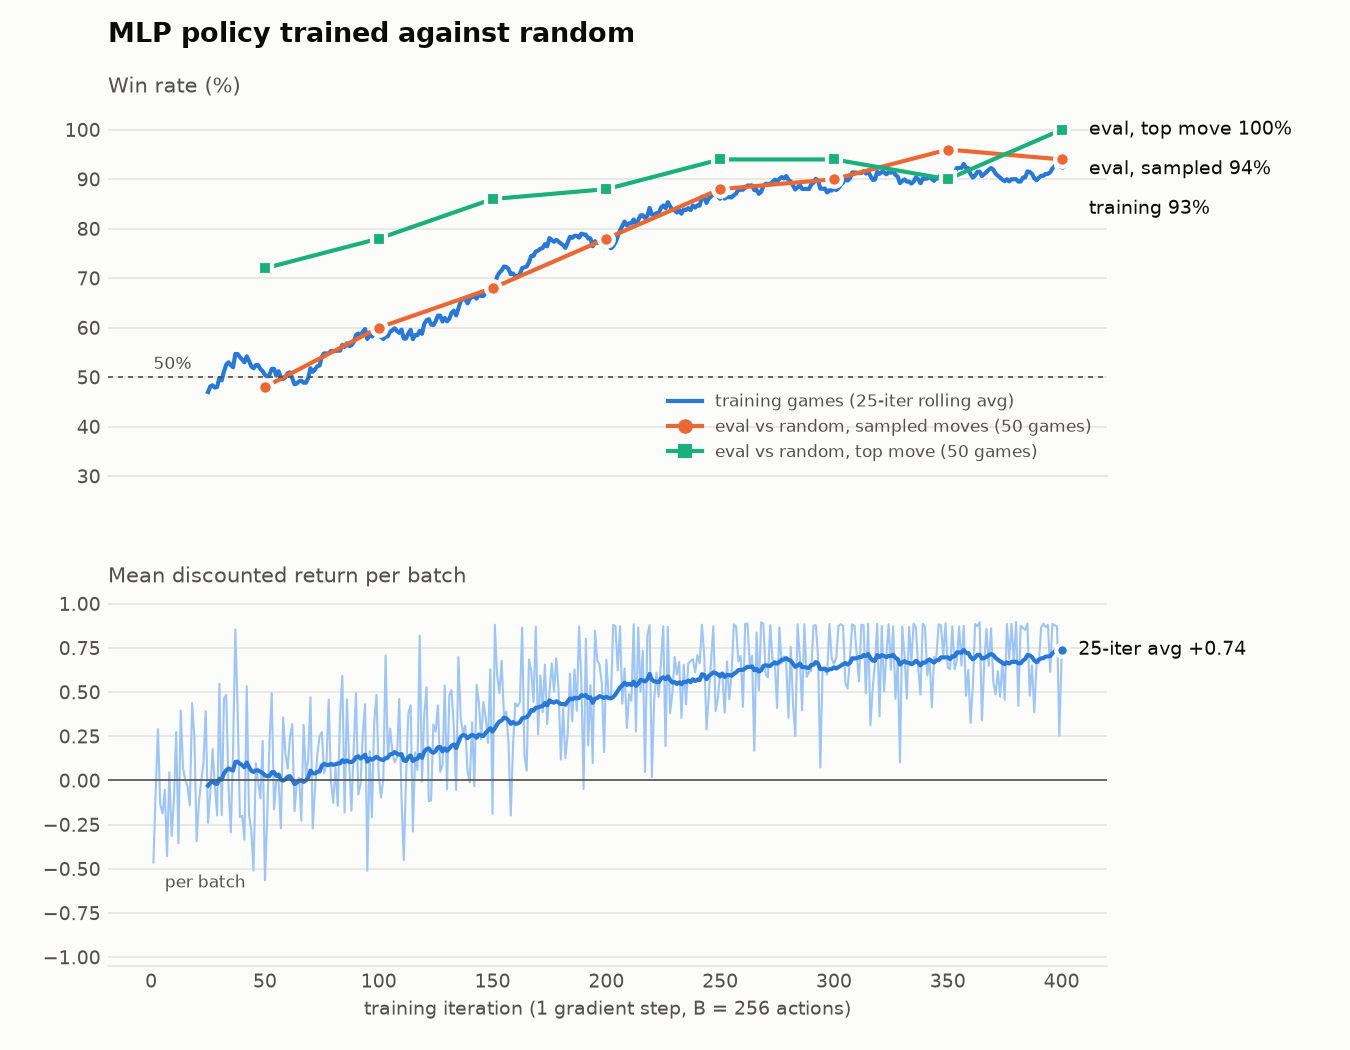 MLP policy trained against random
Win rate (%)
100
90
80
70
60
50
40
30
50%
eval, top move 100%
eval, sampled 94%
training 93%
training games (25-iter rolling avg)
eval vs random, sampled moves (50 games)
eval vs random, top move (50 games)
Mean discounted return per batch
1.00
0.75
0.50
0.25
0.00
−0.25
−0.50
−0.75
−1.00
25-iter avg +0.74
per batch
0 50 100 150 200 250 300 350 400
training iteration (1 gradient step, B = 256 actions)